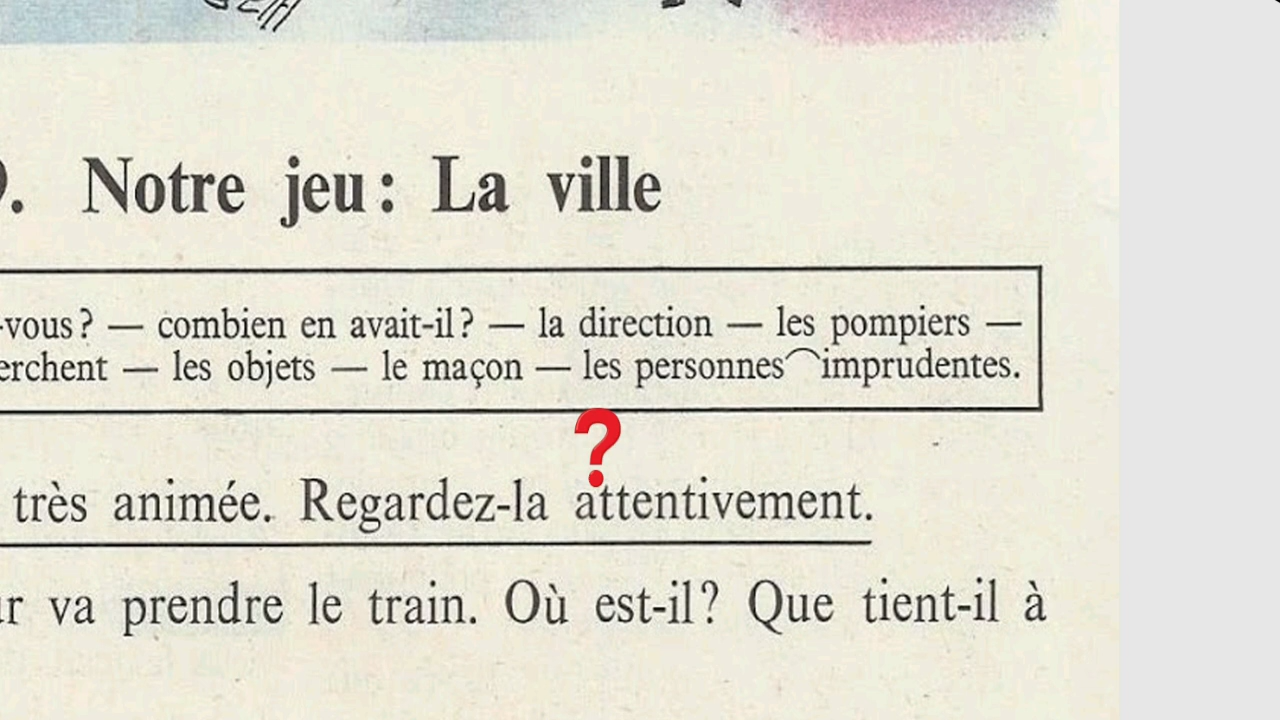 . Notre jeu : La ville
-vous ? — combien en avait-il ? — la direction — les pompiers —
erchent — les objets — le maçon — les personnes⁀imprudentes.
❓
très animée. Regardez-la attentivement.
r va prendre le train. Où est-il ? Que tient-il à